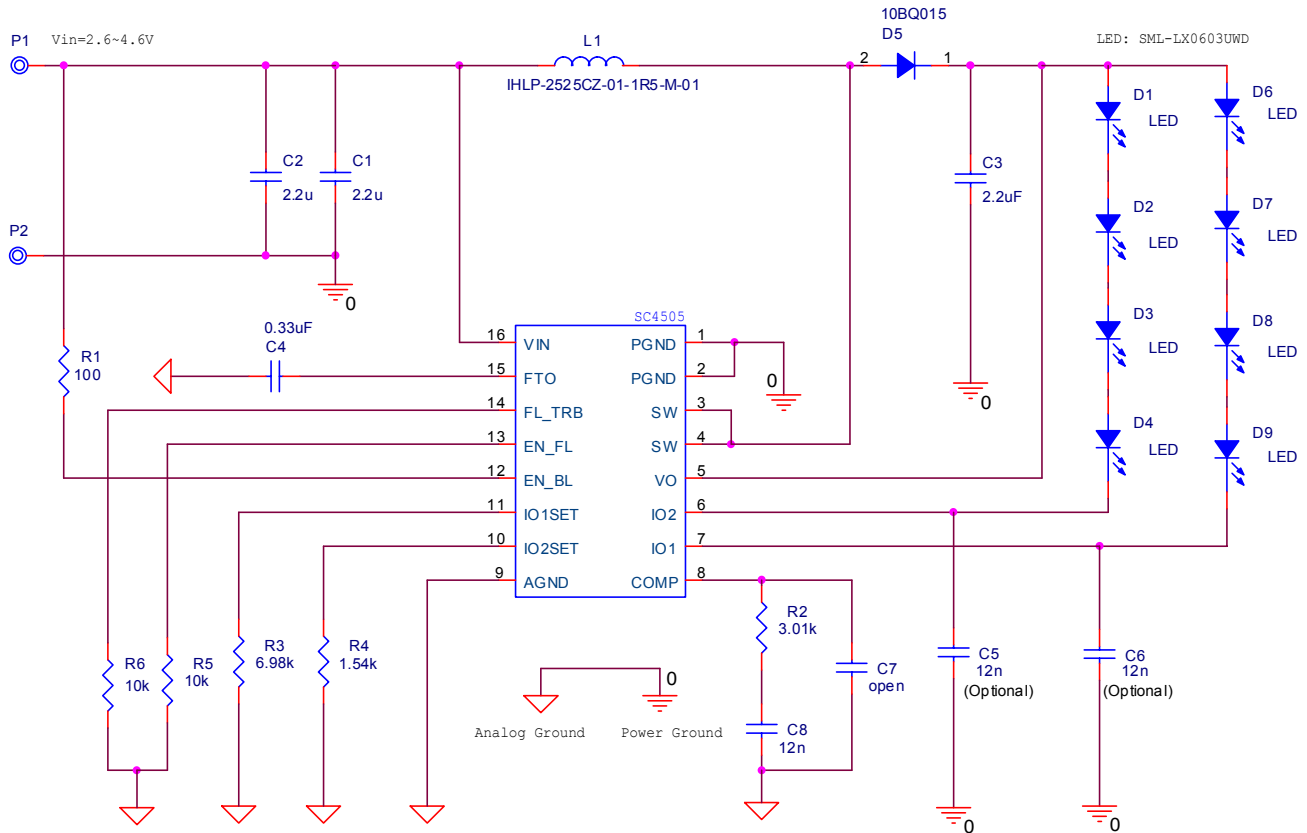 10BQ015
P1
Vin=2.6~4.6V
L1
D5
LED: SML-LX0603UWD
2
1
IHLP-2525CZ-01-1R5-M-01
D1
LED
D6
LED
C2
2.2u
C1
2.2u
C3
2.2uF
D2
LED
D7
LED
P2
0
0.33uF
C4
SC4505
R1
100
D3
LED
D8
LED
16
VIN
PGND
1
15
FTO
PGND
2
0
14
FL_TRB
SW
3
0
13
EN_FL
SW
4
D4
LED
D9
LED
12
EN_BL
VO
5
11
IO1SET
IO2
6
10
IO2SET
IO1
7
9
AGND
COMP
8
R2
3.01k
R6
10k
R5
10k
R3
6.98k
R4
1.54k
C7
open
C5
12n
(Optional)
C6
12n
(Optional)
0
Analog Ground
Power Ground
C8
12n
0
0